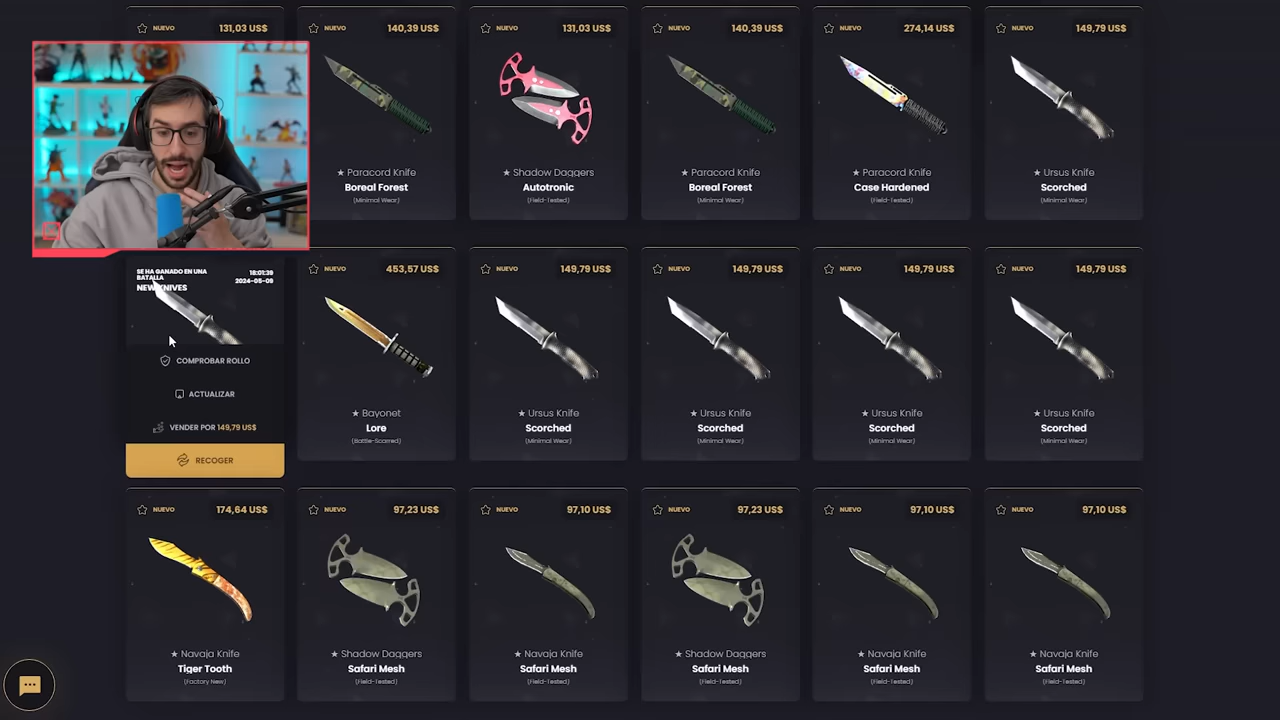 NUEVO 131,03 US$
NUEVO 140,39 US$
NUEVO 131,03 US$
NUEVO 140,39 US$
NUEVO 274,14 US$
NUEVO 149,79 US$
★ Paracord Knife
Boreal Forest
(Minimal Wear)
★ Shadow Daggers
Autotronic
(Field-Tested)
★ Paracord Knife
Boreal Forest
(Minimal Wear)
★ Paracord Knife
Case Hardened
(Field-Tested)
★ Ursus Knife
Scorched
(Minimal Wear)
SE HA GANADO EN UNA
BATALLA
NEW KNIVES
18:01:39
2024-05-09
COMPROBAR ROLLO
ACTUALIZAR
VENDER POR 149,79 US$
RECOGER
NUEVO 453,57 US$
★ Bayonet
Lore
(Battle-Scarred)
NUEVO 149,79 US$
★ Ursus Knife
Scorched
(Minimal Wear)
NUEVO 149,79 US$
★ Ursus Knife
Scorched
(Minimal Wear)
NUEVO 149,79 US$
★ Ursus Knife
Scorched
(Minimal Wear)
NUEVO 149,79 US$
★ Ursus Knife
Scorched
(Minimal Wear)
NUEVO 174,64 US$
★ Navaja Knife
Tiger Tooth
(Factory New)
NUEVO 97,23 US$
★ Shadow Daggers
Safari Mesh
(Field-Tested)
NUEVO 97,10 US$
★ Navaja Knife
Safari Mesh
(Field-Tested)
NUEVO 97,23 US$
★ Shadow Daggers
Safari Mesh
(Field-Tested)
NUEVO 97,10 US$
★ Navaja Knife
Safari Mesh
(Field-Tested)
NUEVO 97,10 US$
★ Navaja Knife
Safari Mesh
(Field-Tested)